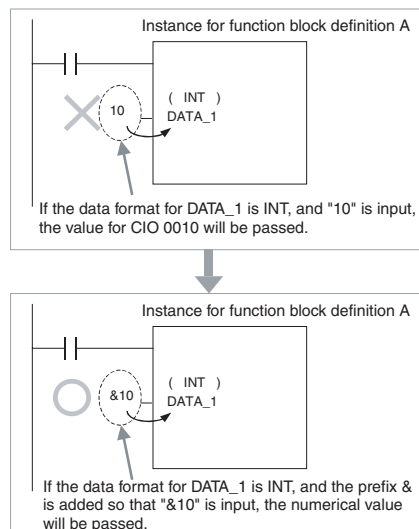 Instance for function block definition A
10
( INT )
DATA_1
If the data format for DATA_1 is INT, and "10" is input,
the value for CIO 0010 will be passed.
Instance for function block definition A
&10
( INT )
DATA_1
If the data format for DATA_1 is INT, and the prefix &
is added so that "&10" is input, the numerical value
will be passed.